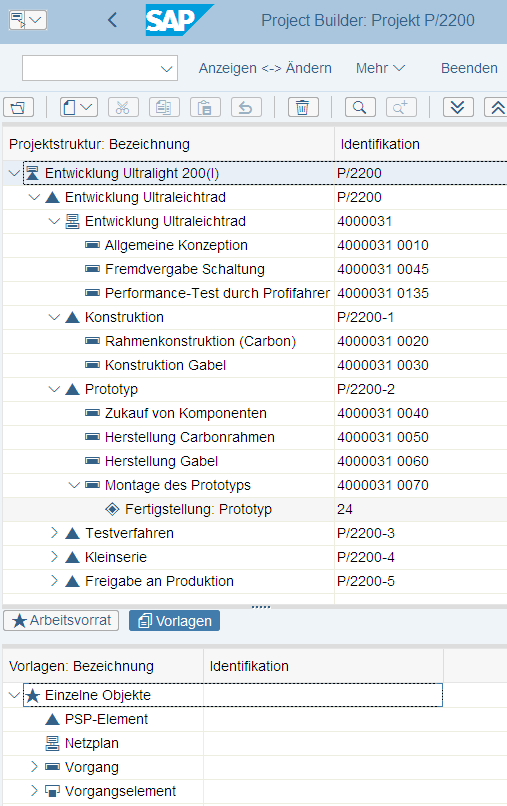 SAP Project Builder: Projekt P/2200
Anzeigen <-> Ändern Mehr Beenden
Projektstruktur: Bezeichnung Identifikation
Entwicklung Ultralight 200(I) P/2200
Entwicklung Ultraleichtrad P/2200
Entwicklung Ultraleichtrad 4000031
Allgemeine Konzeption 4000031 0010
Fremdvergabe Schaltung 4000031 0045
Performance-Test durch Profifahrer 4000031 0135
Konstruktion P/2200-1
Rahmenkonstruktion (Carbon) 4000031 0020
Konstruktion Gabel 4000031 0030
Prototyp P/2200-2
Zukauf von Komponenten 4000031 0040
Herstellung Carbonrahmen 4000031 0050
Herstellung Gabel 4000031 0060
Montage des Prototyps 4000031 0070
Fertigstellung: Prototyp 24
Testverfahren P/2200-3
Kleinserie P/2200-4
Freigabe an Produktion P/2200-5
Arbeitsvorrat Vorlagen
Vorlagen: Bezeichnung Identifikation
Einzelne Objekte
PSP-Element
Netzplan
Vorgang
Vorgangselement